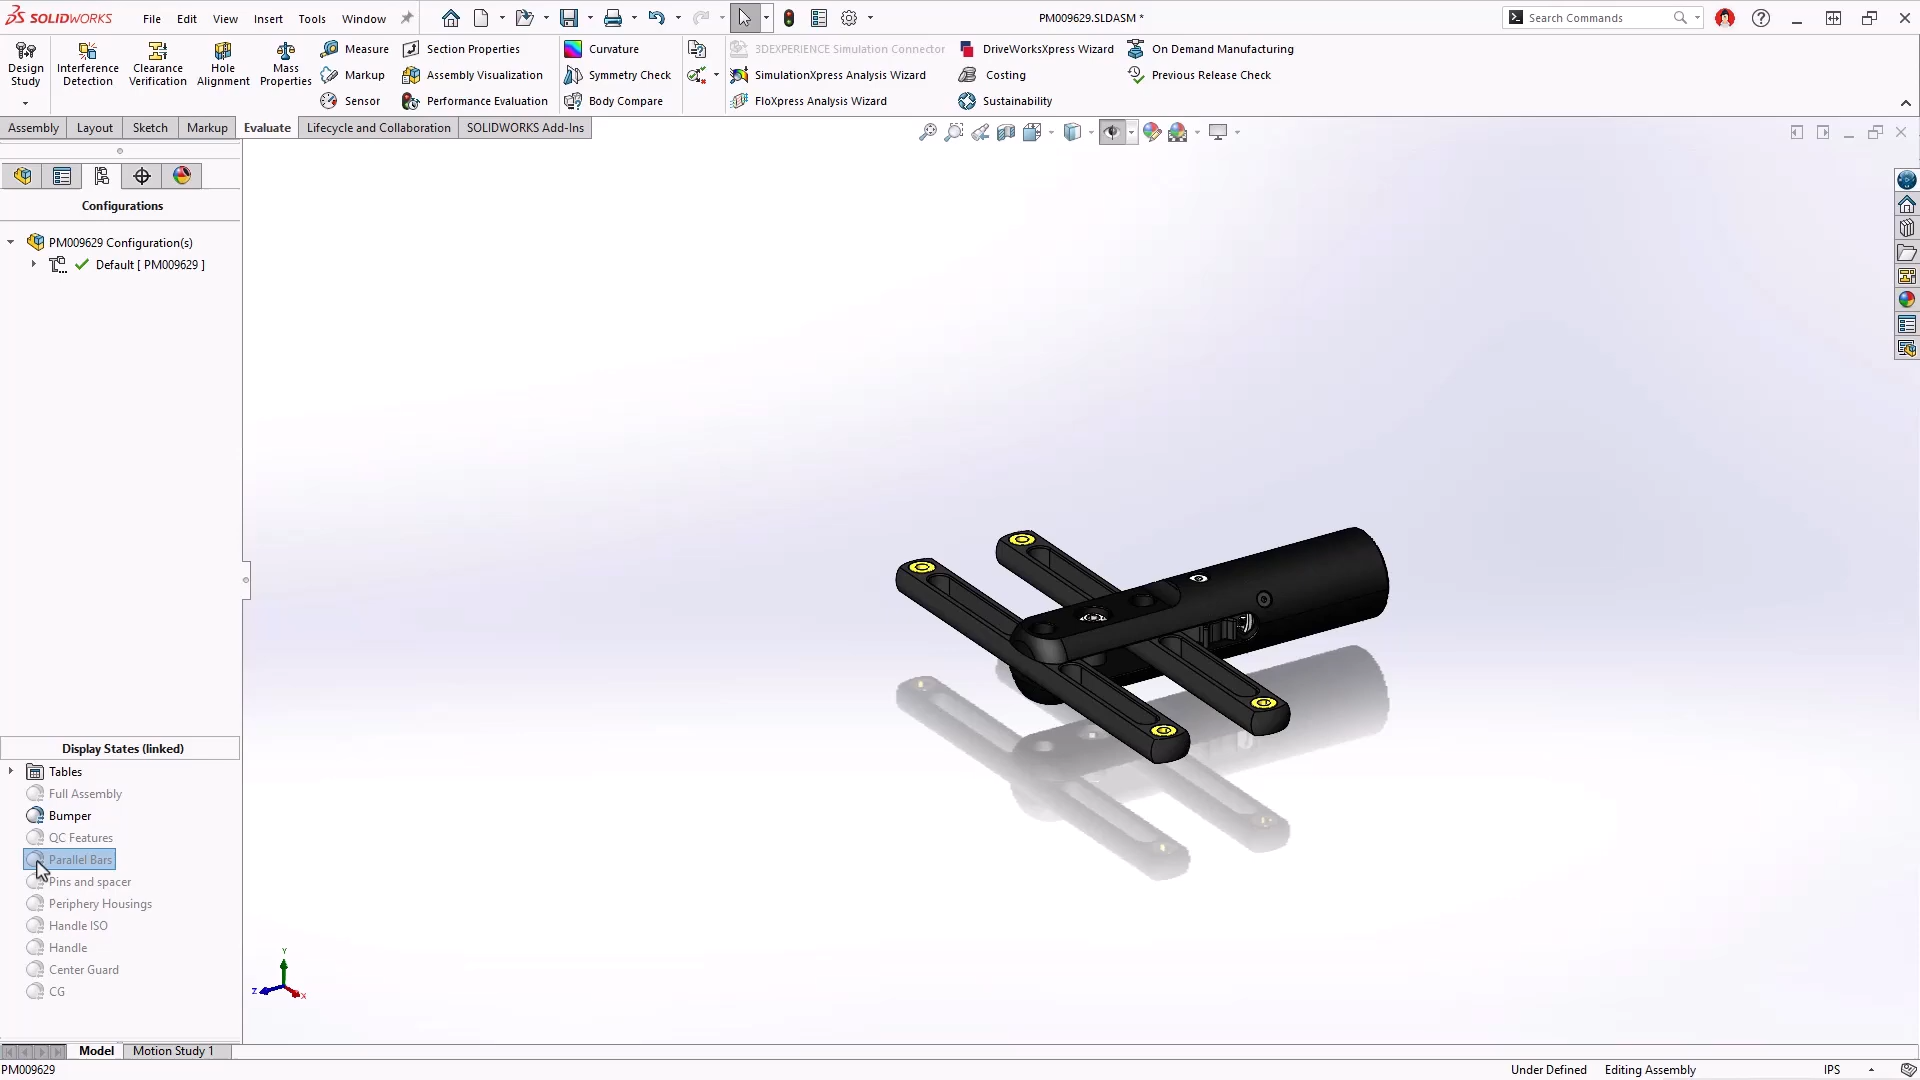 SOLIDWORKS File Edit View Insert Tools Window PM009629.SLDASM * Search Commands
Design Study
Interference Detection
Clearance Verification
Hole Alignment
Mass Properties
Measure
Markup
Sensor
Section Properties
Assembly Visualization
Performance Evaluation
Curvature
Symmetry Check
Body Compare
3DEXPERIENCE Simulation Connector
SimulationXpress Analysis Wizard
FloXpress Analysis Wizard
DriveWorksXpress Wizard
Costing
Sustainability
On Demand Manufacturing
Previous Release Check
Assembly Layout Sketch Markup Evaluate Lifecycle and Collaboration SOLIDWORKS Add-Ins
Configurations
PM009629 Configuration(s)
Default [ PM009629 ]
Display States (linked)
Tables
Full Assembly
Bumper
QC Features
Parallel Bars
Pins and spacer
Periphery Housings
Handle ISO
Handle
Center Guard
CG
Y
Z
X
Model Motion Study 1
PM009629 Under Defined Editing Assembly IPS